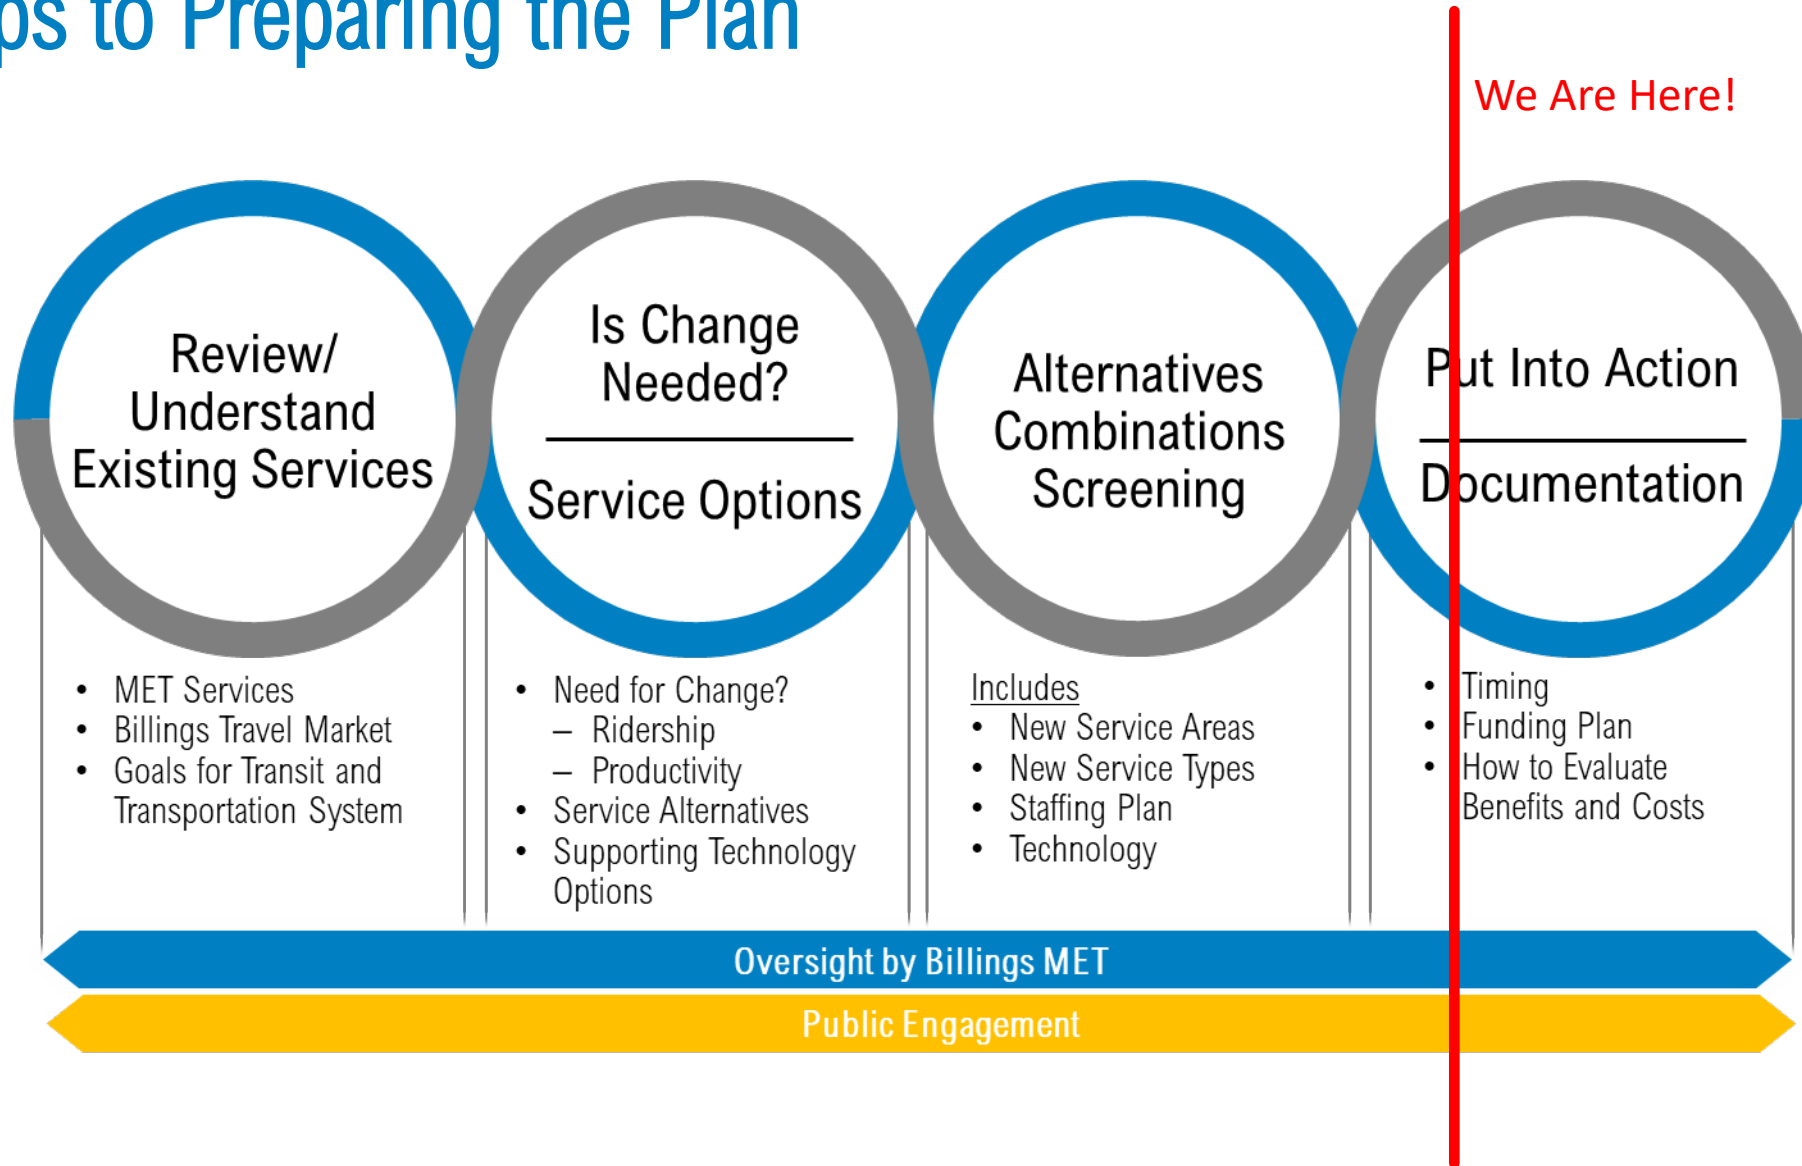 ps to Preparing the Plan
We Are Here!
Review/
Understand
Existing Services
Is Change
Needed?
Service Options
Alternatives
Combinations
Screening
Put Into Action
Documentation
• MET Services
• Billings Travel Market
• Goals for Transit and
Transportation System
• Need for Change?
– Ridership
– Productivity
• Service Alternatives
• Supporting Technology
Options
Includes
• New Service Areas
• New Service Types
• Staffing Plan
• Technology
• Timing
• Funding Plan
• How to Evaluate
Benefits and Costs
Oversight by Billings MET
Public Engagement